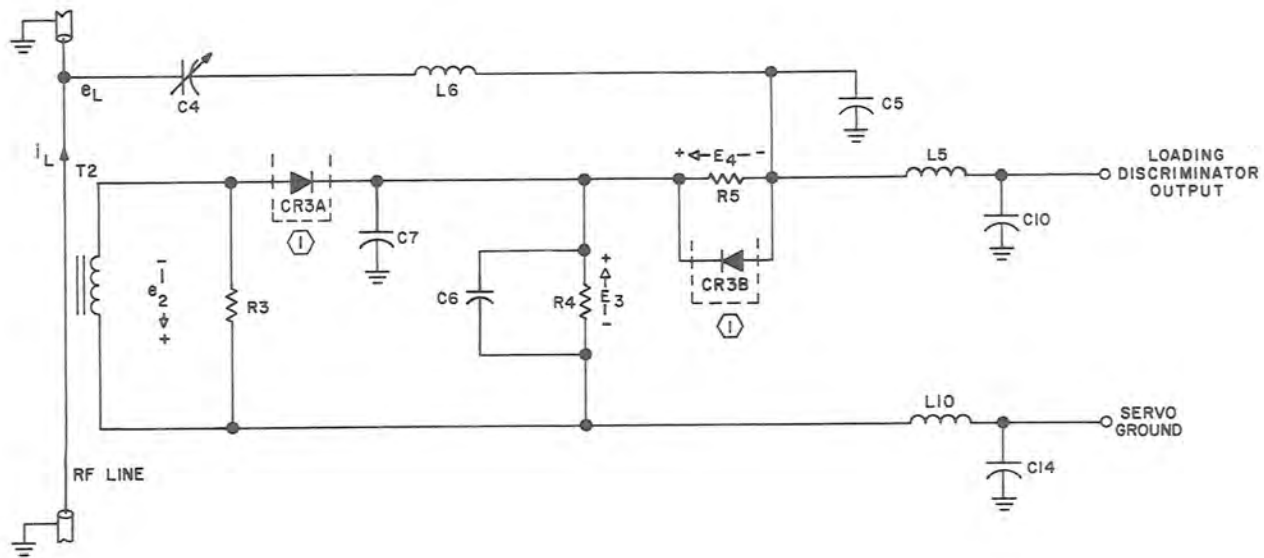 eL
C4
L6
C5
iL
T2
+ E4 -
R5
L5
LOADING
DISCRIMINATOR
OUTPUT
CR3A
1
C7
C10
-
e2
+
R3
C6
R4
+
E3
-
CR3B
1
L10
SERVO
GROUND
C14
RF LINE